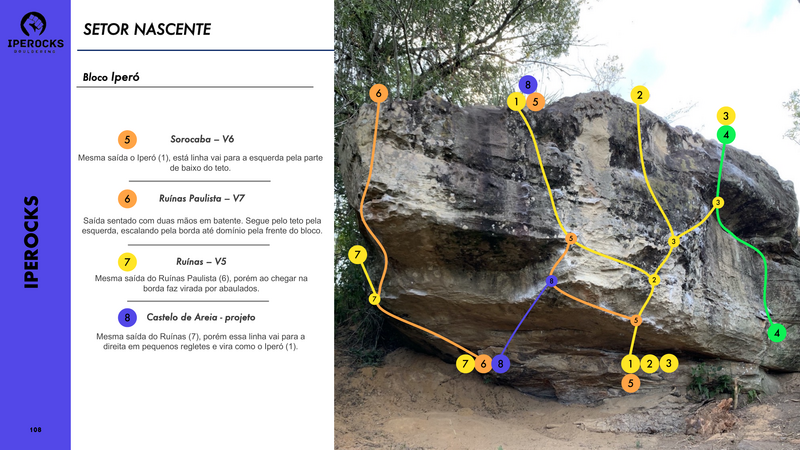 IPEROCKS
BOULDERING
SETOR NASCENTE
Bloco Iperó
5 Sorocaba – V6
Mesma saída o Iperó (1), está linha vai para a esquerda pela parte
de baixo do teto.
6 Ruínas Paulista – V7
Saída sentado com duas mãos em batente. Segue pelo teto pela
esquerda, escalando pela borda até domínio pela frente do bloco.
7 Ruínas – V5
Mesma saída do Ruínas Paulista (6), porém ao chegar na
borda faz virada por abaulados.
8 Castelo de Areia - projeto
Mesma saída do Ruínas (7), porém essa linha vai para a
direita em pequenos regletes e vira como o Iperó (1).
IPEROCKS
108
6
8
1 5
2
3
4
3
5
3
7
8
2
7
5
4
7 6 8
1 2 3
5